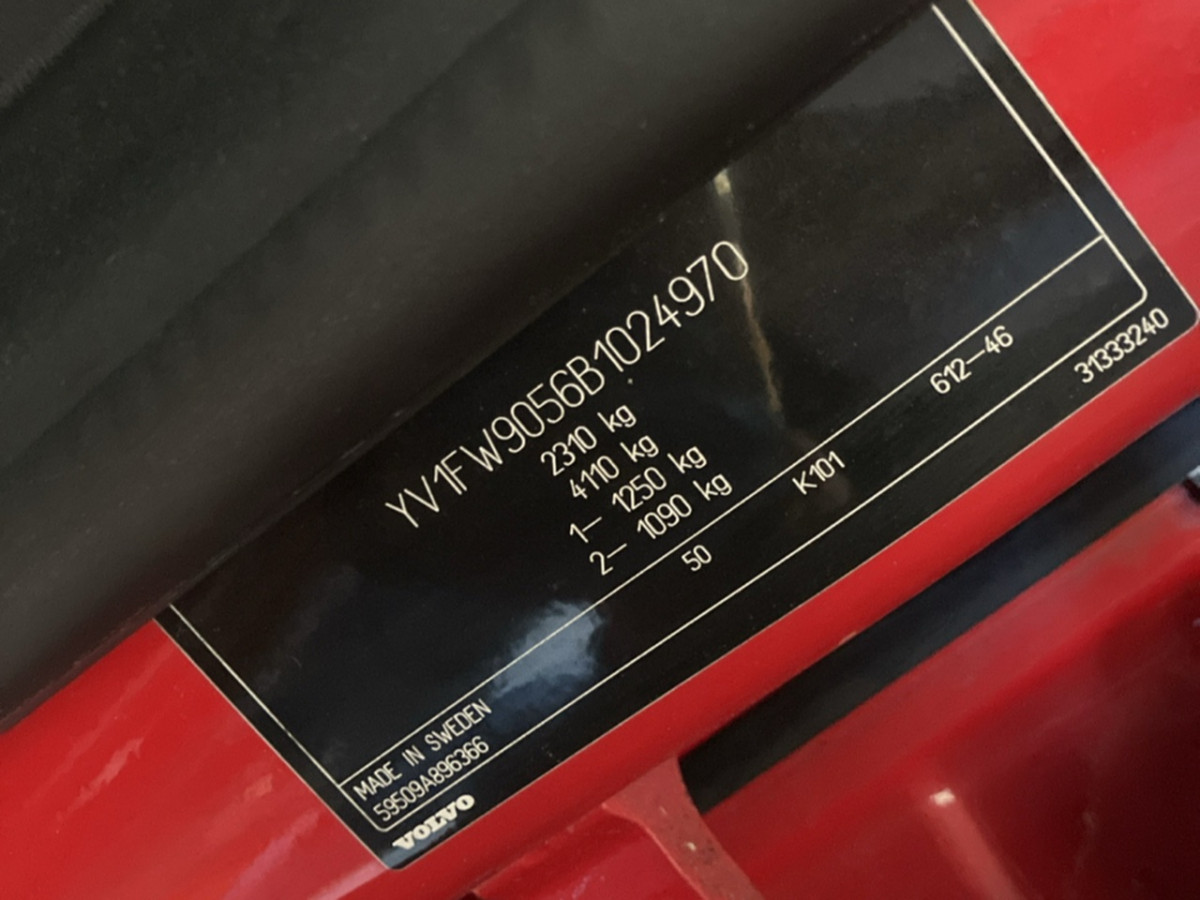 YV1FW9056B1024970
2310 kg
4110 kg
1– 1250 kg
2– 1090 kg
50 K101 612–46
MADE IN SWEDEN
59509A896366
VOLVO 31333240